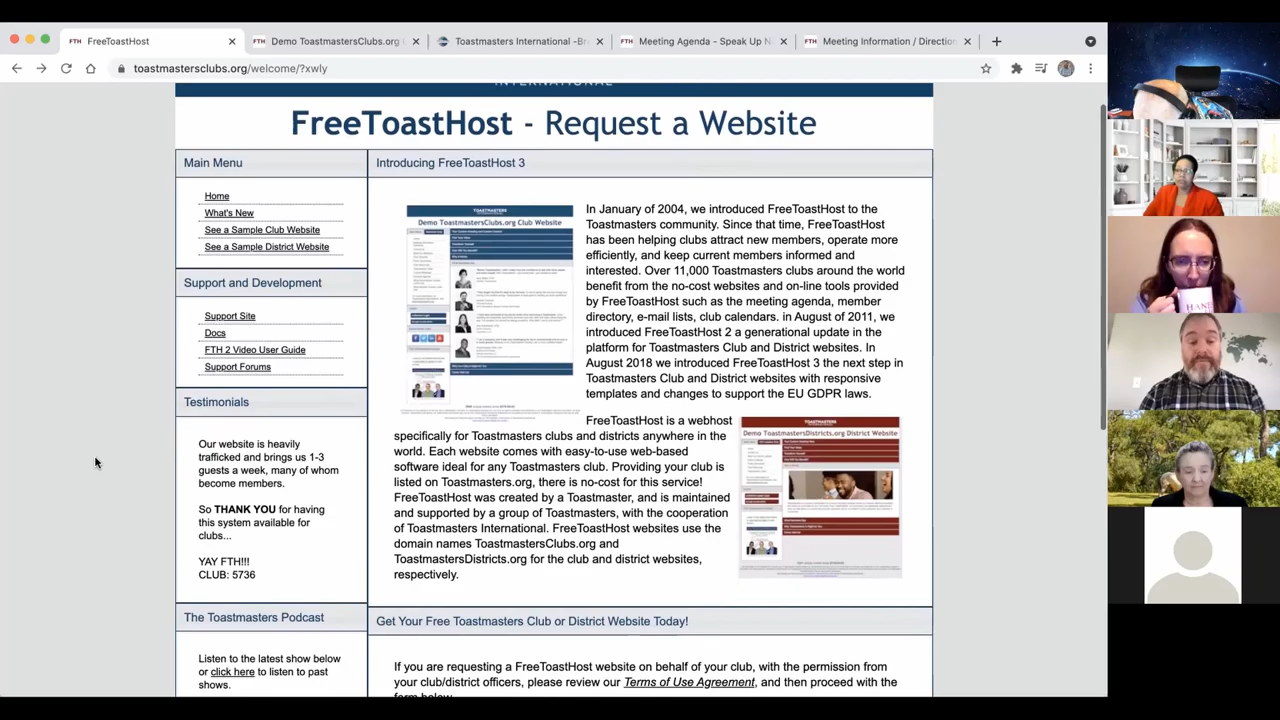 FreeToastHost
Demo ToastmastersClubs.org
Toastmasters International -Br
Meeting Agenda - Speak Up N
Meeting Information / Direction
toastmastersclubs.org/welcome/?xwly
INTERNATIONAL
FreeToastHost - Request a Website
Main Menu
Home
Whats New
See a Sample Club Website
See a Sample District Website
Support and Development
Support Site
Docs
FTH 2 Video User Guide
Support Forums
Testimonials
Our website is heavily
trafficked and brings us 1-3
guests a week, many of whom
become members.
So THANK YOU for having
this system available for
clubs...
YAY FTH!!!
CLUB: 5736
The Toastmasters Podcast
Listen to the latest show below
or click here to listen to past
shows.
Introducing FreeToastHost 3
TOASTMASTERS
Demo ToastmastersClubs.org Club Website
In January of 2004, we introduced FreeToastHost to the
Toastmasters community. Since that time, FreeToastHost
has been helping clubs attract new members, operate more
efficiently, and keep current members informed and
interested. Over 11,000 Toastmasters clubs around the world
benefit from the no-cost websites and on-line tools provided
by FreeToastHost such as the meeting agenda, member
directory, e-mail lists club calendars. in August of 2011, we
introduced FreeToastHost 2 a generational update in the
platform for Toastmasters Club and District websites. In
August 2018 we introduced FreeToastHost 3 the next step in
Toastmasters Club and District websites with responsive
templates and changes to support the EU GDPR laws.
FreeToastHost is a webhost
specifically for Toastmasters clubs and districts anywhere in the
world. Each website comes with easy-to-use web-based
software ideal for any Toastmasters club. Providing your club is
listed on Toastmasters.org, there is no-cost for this service!
FreeToastHost was created by a Toastmaster, and is maintained
and supported by a group of Toastmasters, with the cooperation
of Toastmasters International. FreeToastHost websites use the
domain names ToastmastersClubs.org and
ToastmastersDistricts.org for the club and district websites,
respectively.
Demo ToastmastersDistricts.org District Website
Get Your Free Toastmasters Club or District Website Today!
If you are requesting a FreeToastHost website on behalf of your club, with the permission from
your club/district officers, please review our Terms of Use Agreement, and then proceed with the
form below.